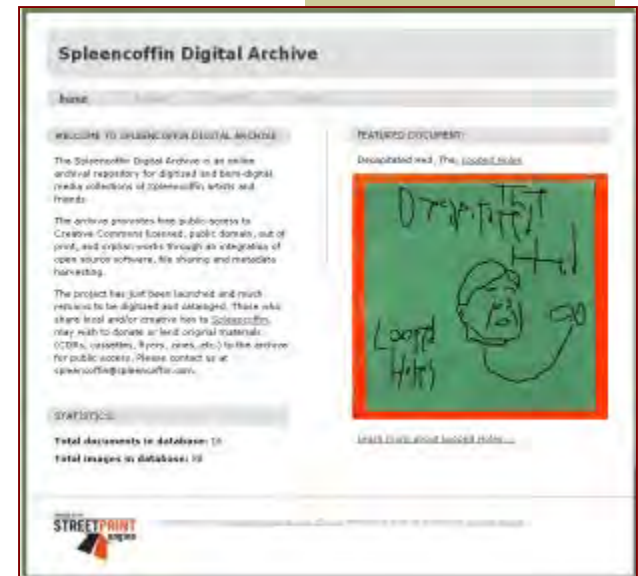 Spleencoffin Digital Archive
home
WELCOME TO SPLEENCOFFIN DIGITAL ARCHIVE
The Spleencoffin Digital Archive is an online
archival repository for digitized and born-digital
media collections of Spleencoffin artists and
friends.
The archive provides free public access to
Creative Commons licensed, public domain, out of
print, and orphan works through an integration of
open source software, file sharing and metadata
harvesting.
The project has just been launched and much
remains to be digitized and cataloged. Those who
share local and/or creative ties to Spleencoffin,
may wish to donate or lend original materials
(CDRs, cassettes, flyers, zines, etc.) to the archive
for public access. Please contact us at
spleencoffin@spleencoffin.com.
STATISTICS:
Total documents in database:
Total images in database:
FEATURED DOCUMENT:
Decapitated Hed, The, Looped Holes
Loopd
Holes
Learn more about Looped Holes ...
STREETPRINT
engine